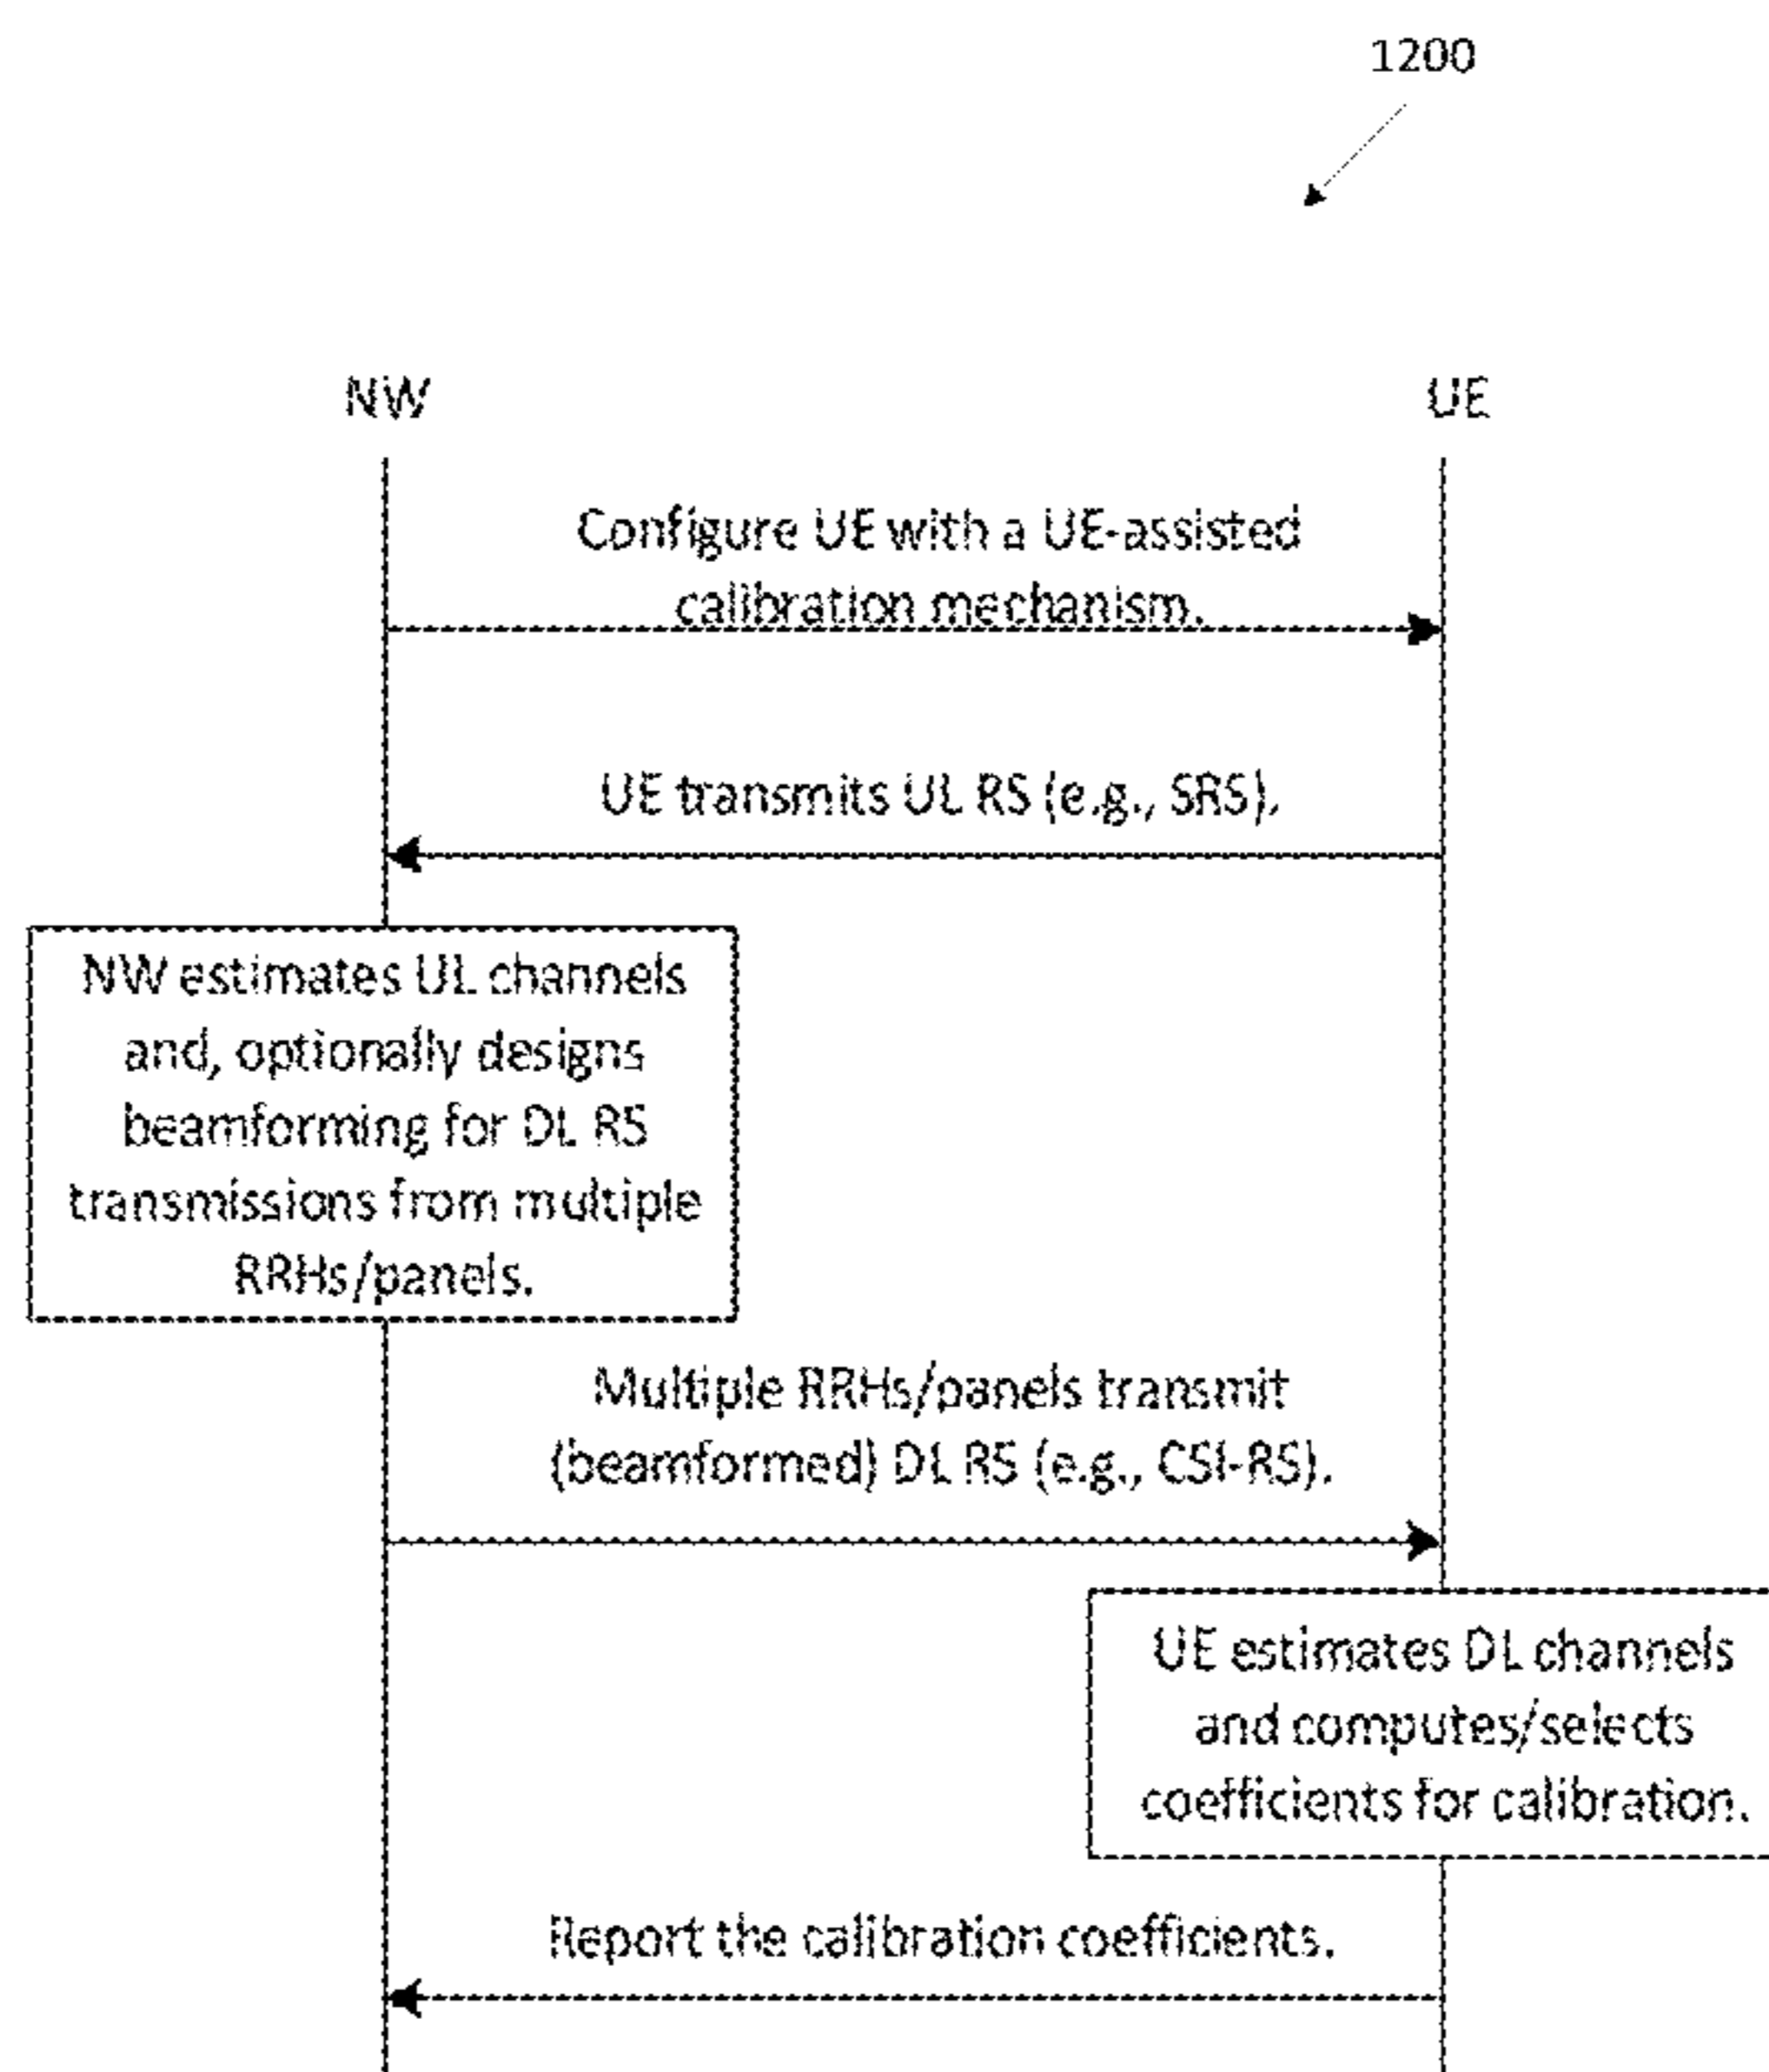 1200
NW
UE
Configure UE with a UE-assisted
calibration mechanism.
UE transmits UL RS (e.g., SRS).
NW estimates UL channels
and, optionally designs
beamforming for DL RS
transmissions from multiple
RRHs/panels.
Multiple RRHs/panels transmit
(beamformed) DL RS (e.g., CSI-RS).
UE estimates DL channels
and computes/selects
coefficients for calibration.
Report the calibration coefficients.